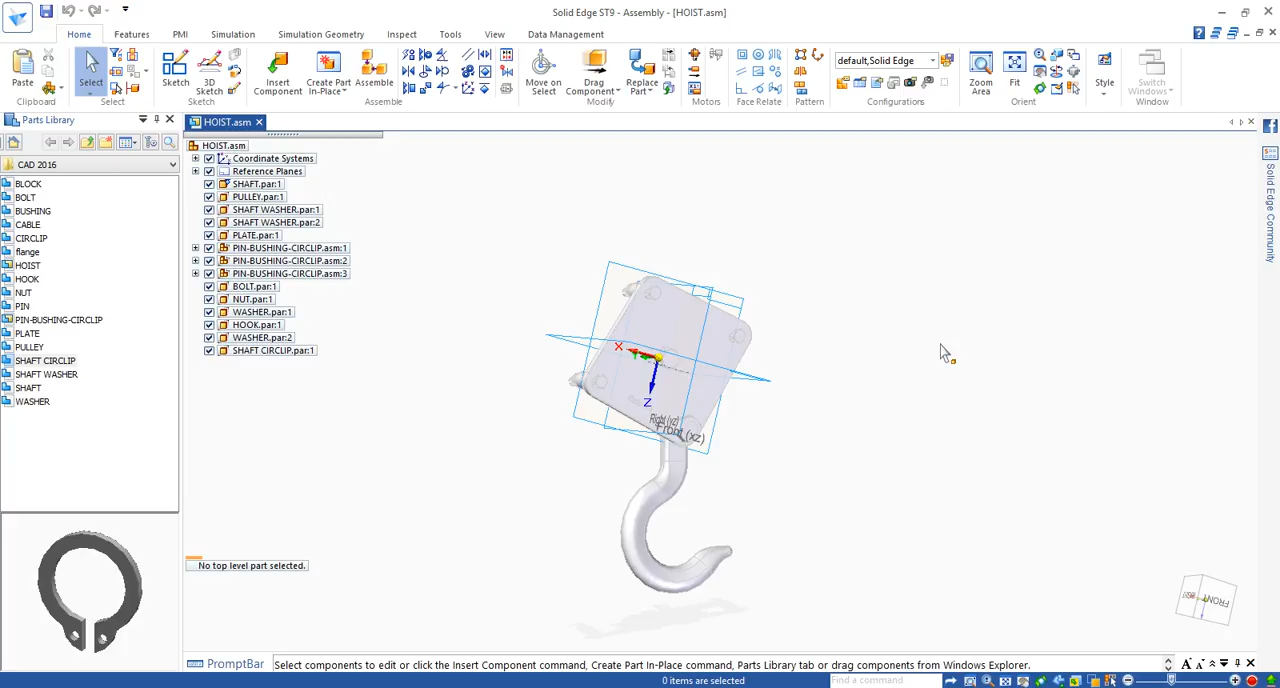 Solid Edge ST9 - Assembly - [HOIST.asm]
Home
Features
PMI
Simulation
Simulation Geometry
Inspect
Tools
View
Data Management
Paste
Clipboard
Select
Select
Sketch
3D Sketch
Sketch
Insert Component
Create Part In-Place
Assemble
Assemble
Move on Select
Drag Component
Replace Part
Modify
Motors
Face Relate
Pattern
default,Solid Edge
Configurations
Zoom Area
Fit
Orient
Style
Switch Windows
Window
Parts Library
CAD 2016
BLOCK
BOLT
BUSHING
CABLE
CIRCLIP
flange
HOIST
HOOK
NUT
PIN
PIN-BUSHING-CIRCLIP
PLATE
PULLEY
SHAFT CIRCLIP
SHAFT WASHER
SHAFT
WASHER
HOIST.asm
HOIST.asm
Coordinate Systems
Reference Planes
SHAFT.par:1
PULLEY.par:1
SHAFT WASHER.par:1
SHAFT WASHER.par:2
PLATE.par:1
PIN-BUSHING-CIRCLIP.asm:1
PIN-BUSHING-CIRCLIP.asm:2
PIN-BUSHING-CIRCLIP.asm:3
BOLT.par:1
NUT.par:1
WASHER.par:1
HOOK.par:1
WASHER.par:2
SHAFT CIRCLIP.par:1
No top level part selected.
X
Z
Right (yz)
Front (xz)
FRONT
Solid Edge Community
PromptBar
Select components to edit or click the Insert Component command, Create Part In-Place command, Parts Library tab or drag components from Windows Explorer.
0 items are selected
Find a command